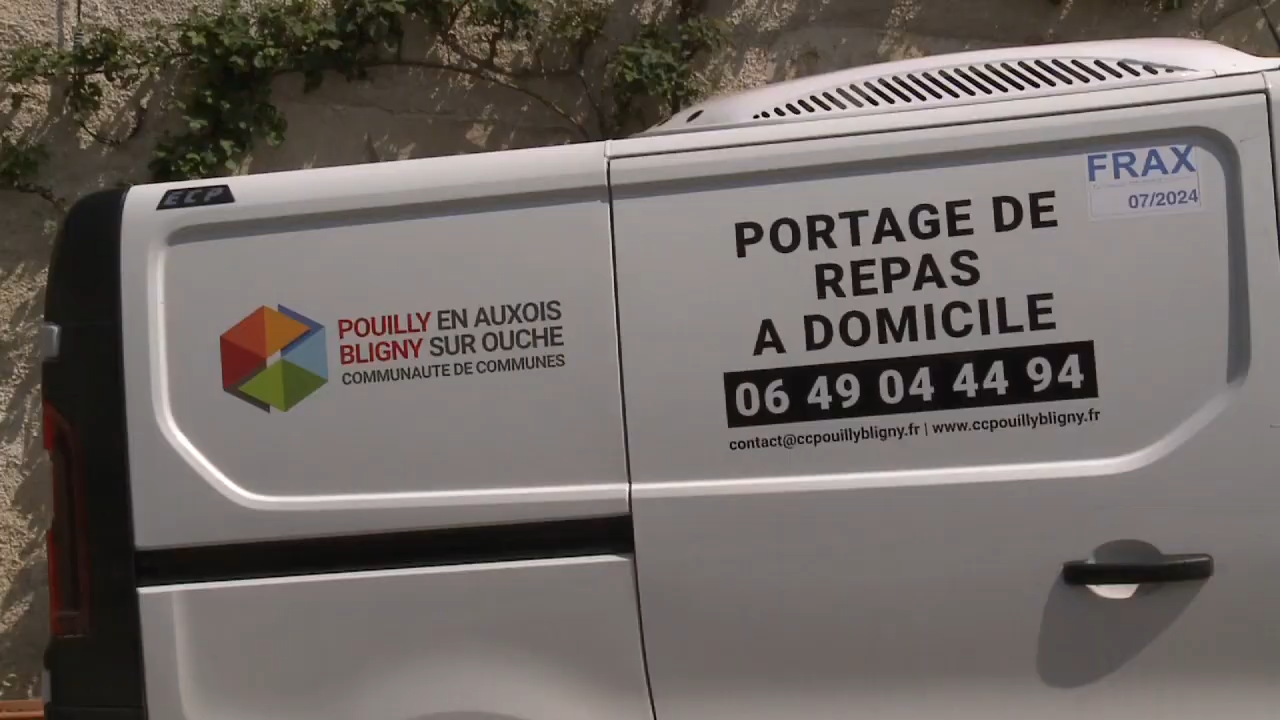 ECP
POUILLY EN AUXOIS
BLIGNY SUR OUCHE
COMMUNAUTE DE COMMUNES
FRAX
07/2024
PORTAGE DE
REPAS
A DOMICILE
06 49 04 44 94
contact@ccpouillybligny.fr | www.ccpouillybligny.fr